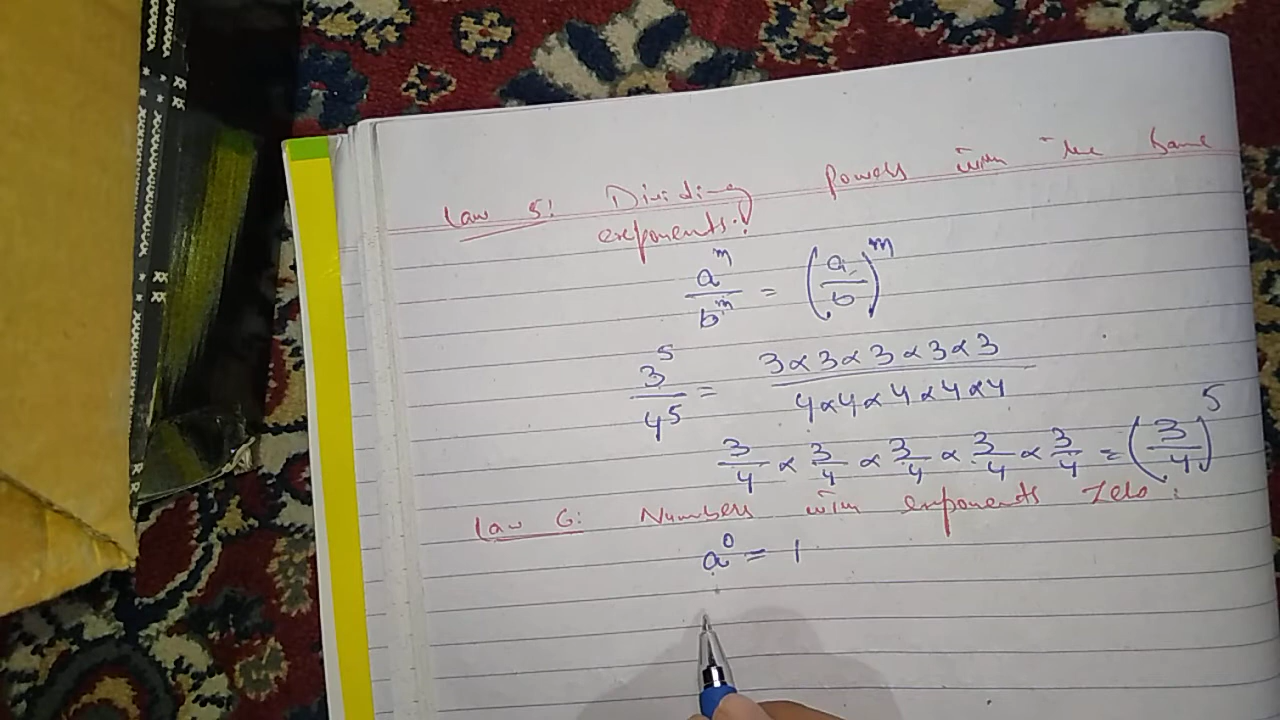 Law 5: Dividing Powers with the Same
exponents:
a^m / b^m = (a/b)^m
3^5 / 4^5 = 3×3×3×3×3 / 4×4×4×4×4
3/4 × 3/4 × 3/4 × 3/4 × 3/4 = (3/4)^5
Law 6: Numbers with exponents Zero:
a^0 = 1